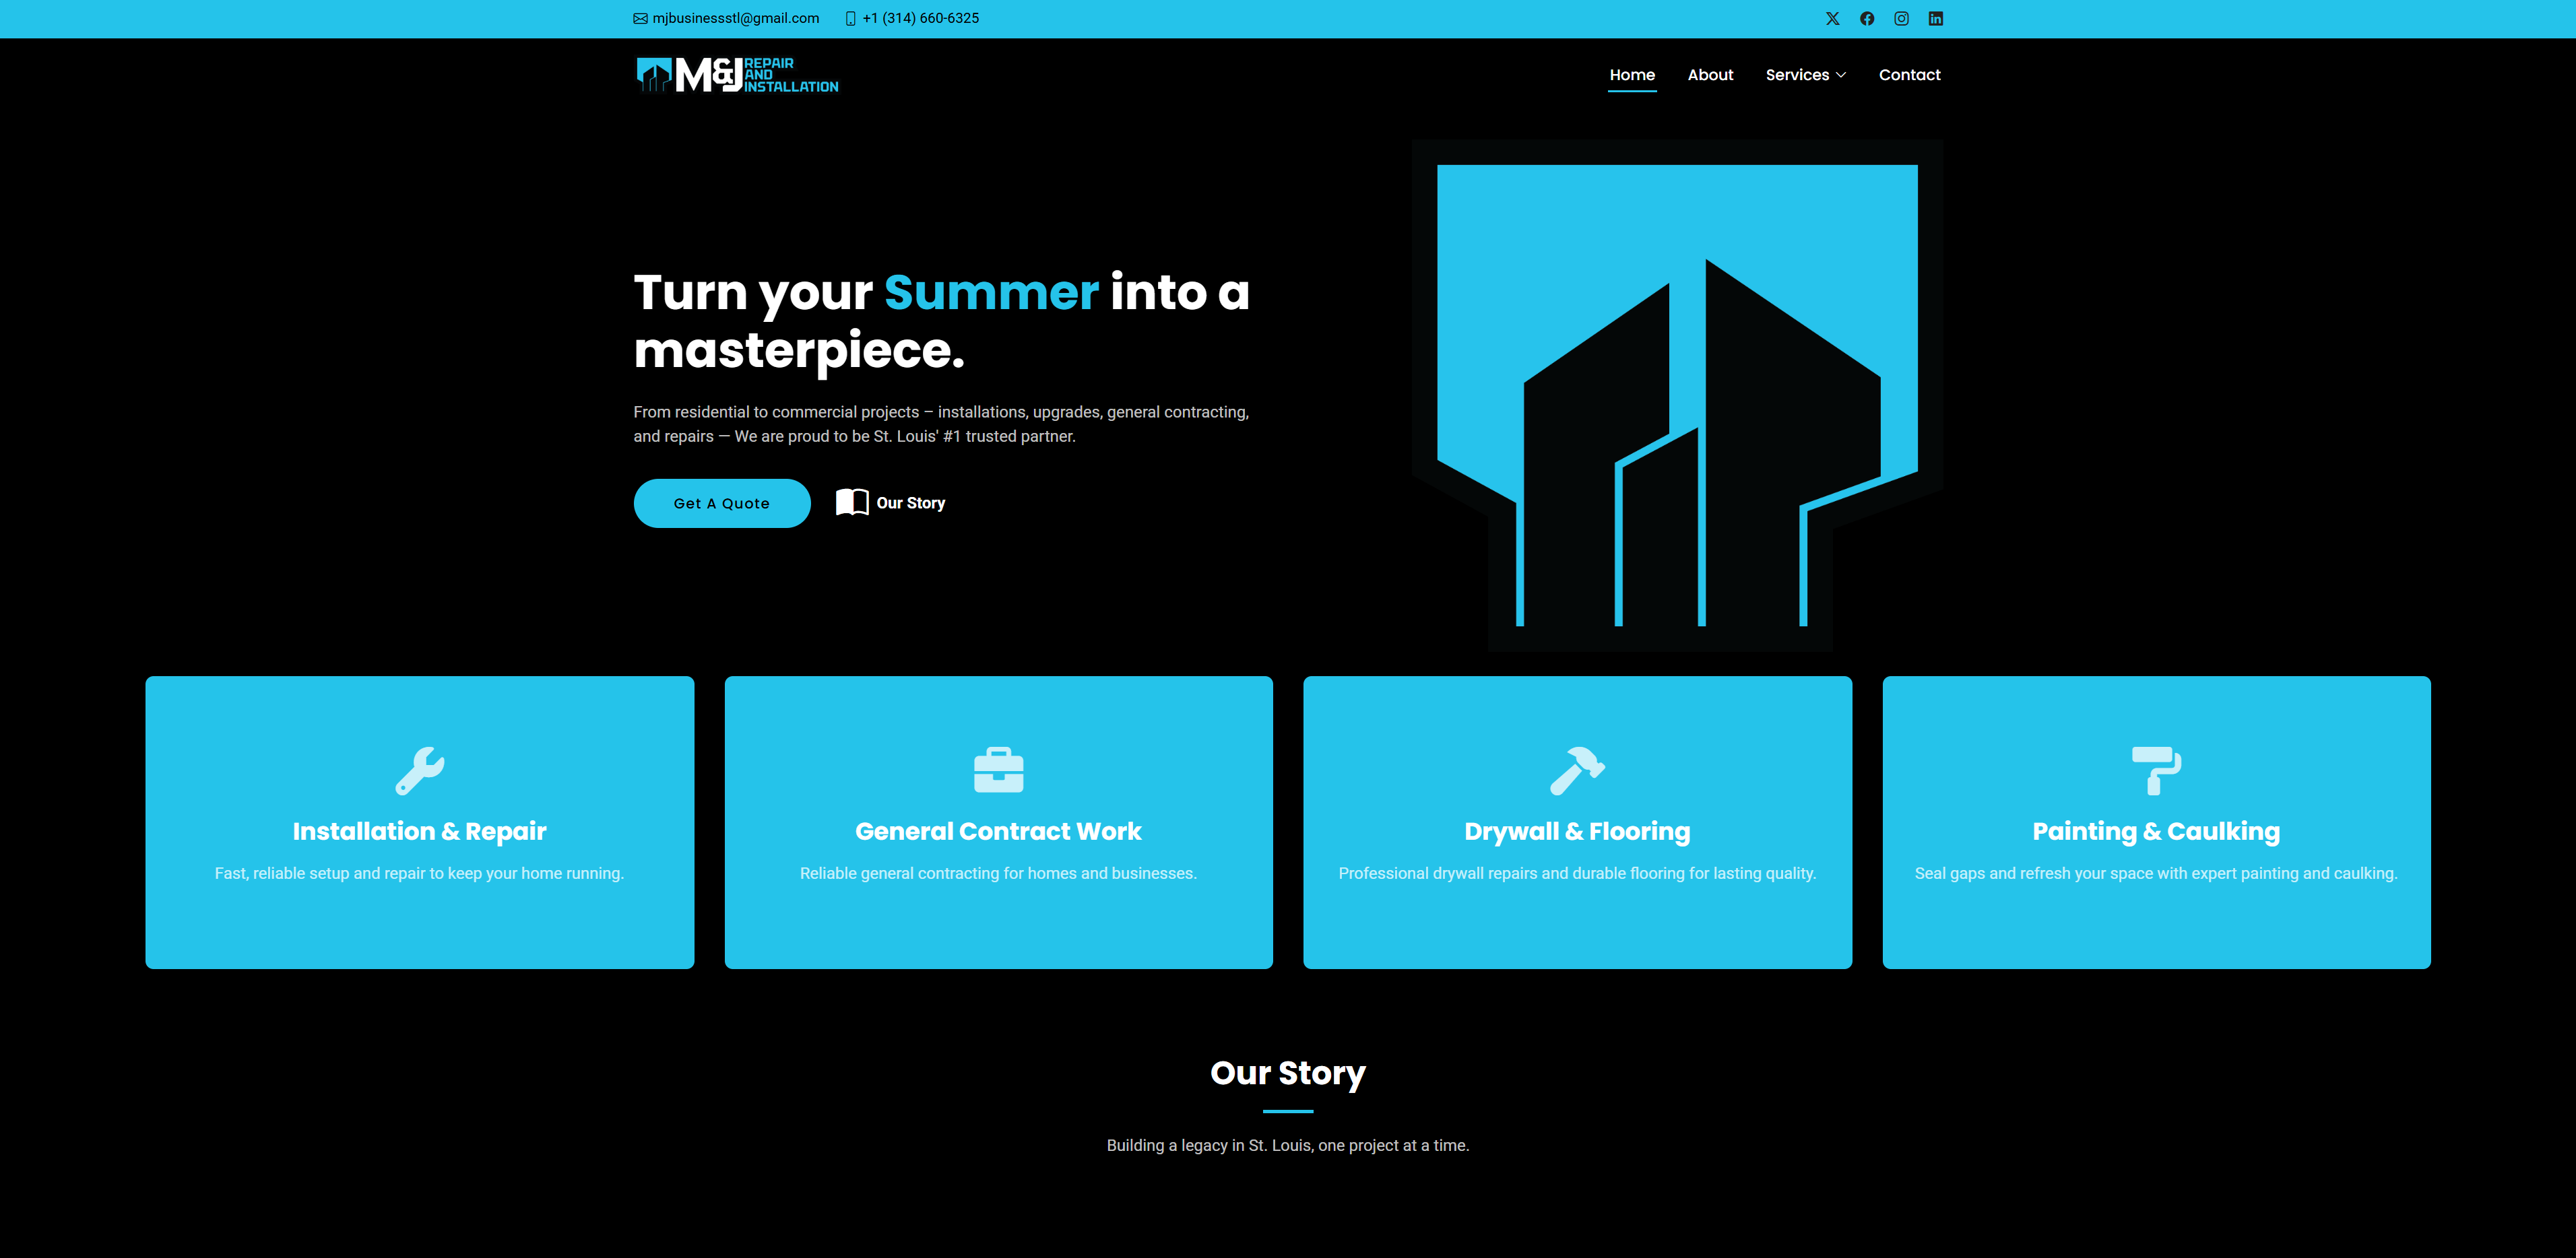 mjbusinessstl@gmail.com
+1 (314) 660-6325
M&J REPAIR
AND
INSTALLATION
Home
About
Services
Contact
Turn your Summer into a
masterpiece.
From residential to commercial projects – installations, upgrades, general contracting,
and repairs — We are proud to be St. Louis' #1 trusted partner.
Get A Quote
Our Story
Installation & Repair
Fast, reliable setup and repair to keep your home running.
General Contract Work
Reliable general contracting for homes and businesses.
Drywall & Flooring
Professional drywall repairs and durable flooring for lasting quality.
Painting & Caulking
Seal gaps and refresh your space with expert painting and caulking.
Our Story
Building a legacy in St. Louis, one project at a time.